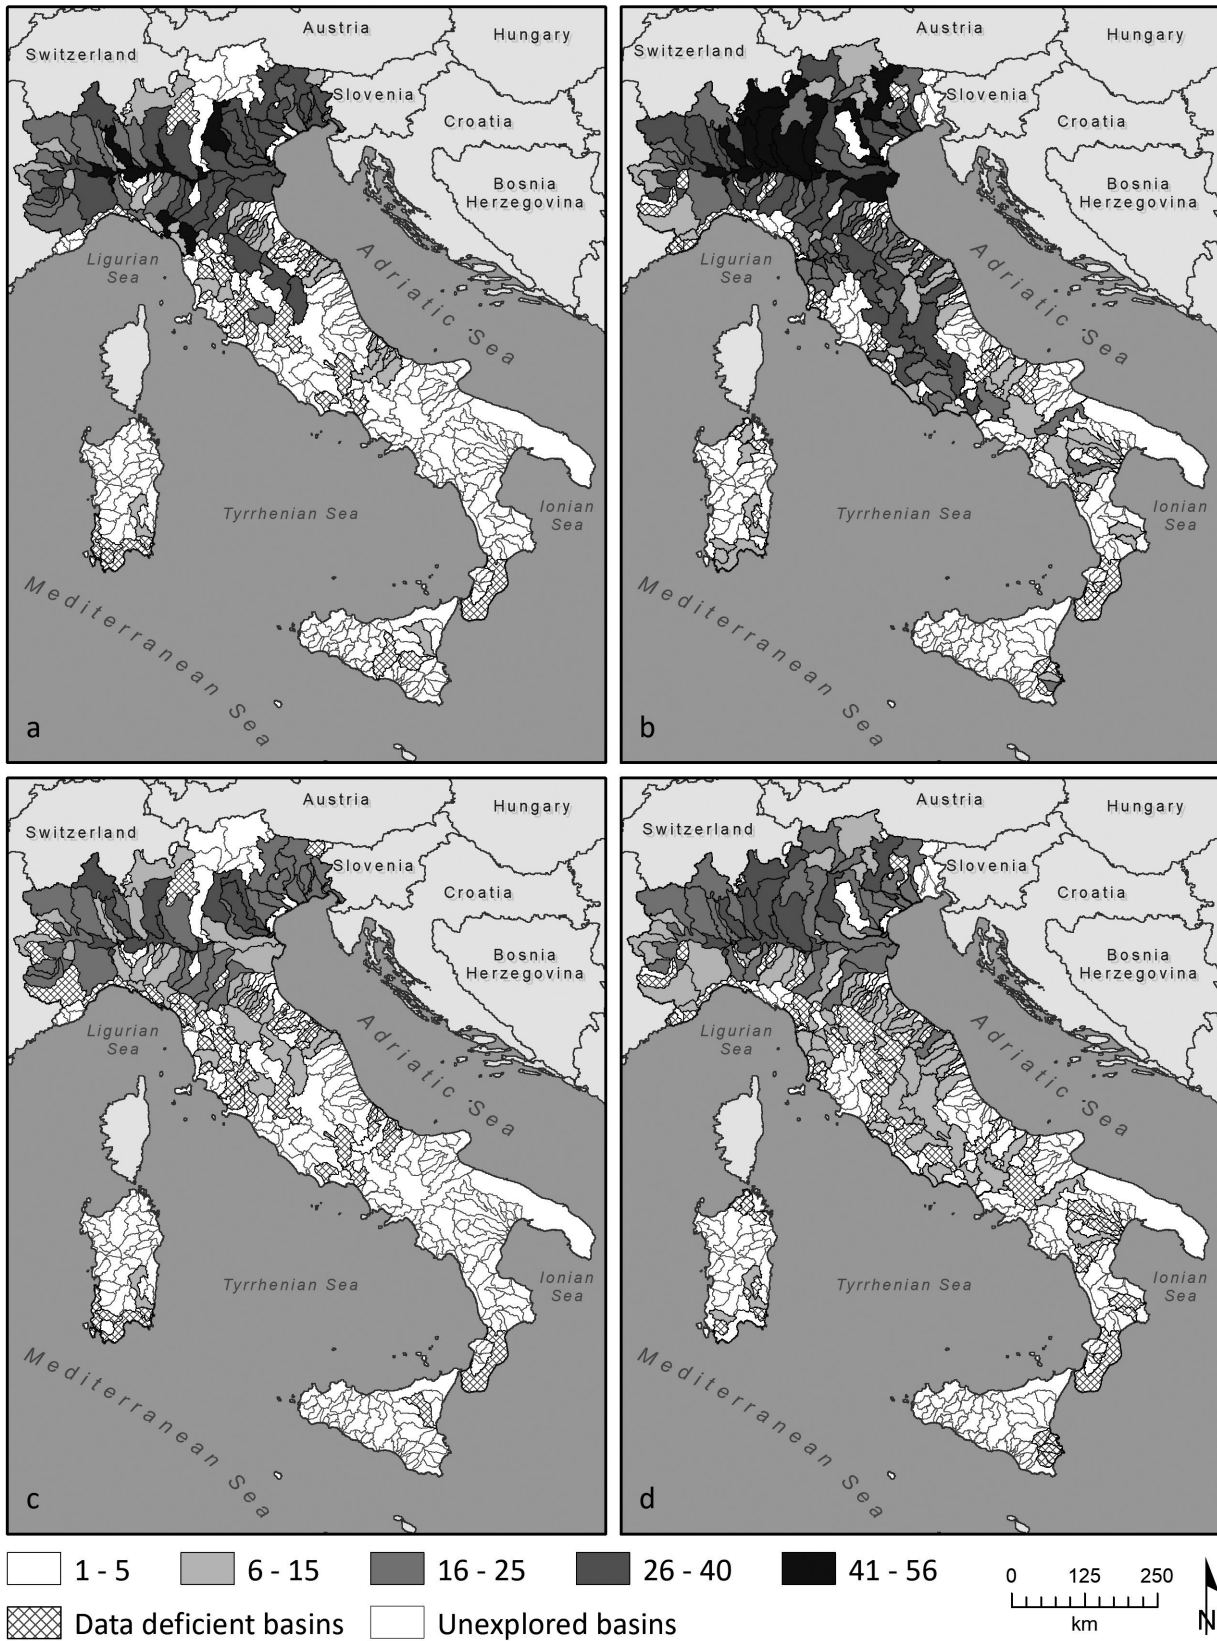 Austria
Hungary
Switzerland
Slovenia
Croatia
Bosnia
Herzegovina
Ligurian
Sea
Adriatic Sea
Tyrrhenian Sea
Ionian
Sea
Mediterranean Sea
a
Austria
Hungary
Switzerland
Slovenia
Croatia
Bosnia
Herzegovina
Ligurian
Sea
Adriatic Sea
Tyrrhenian Sea
Ionian
Sea
Mediterranean Sea
b
Austria
Hungary
Switzerland
Slovenia
Croatia
Bosnia
Herzegovina
Ligurian
Sea
Adriatic Sea
Tyrrhenian Sea
Ionian
Sea
Mediterranean Sea
c
Austria
Hungary
Switzerland
Slovenia
Croatia
Bosnia
Herzegovina
Ligurian
Sea
Adriatic Sea
Tyrrhenian Sea
Ionian
Sea
Mediterranean Sea
d
1 - 5 6 - 15 16 - 25 26 - 40 41 - 56
Data deficient basins Unexplored basins
0 125 250
km
N